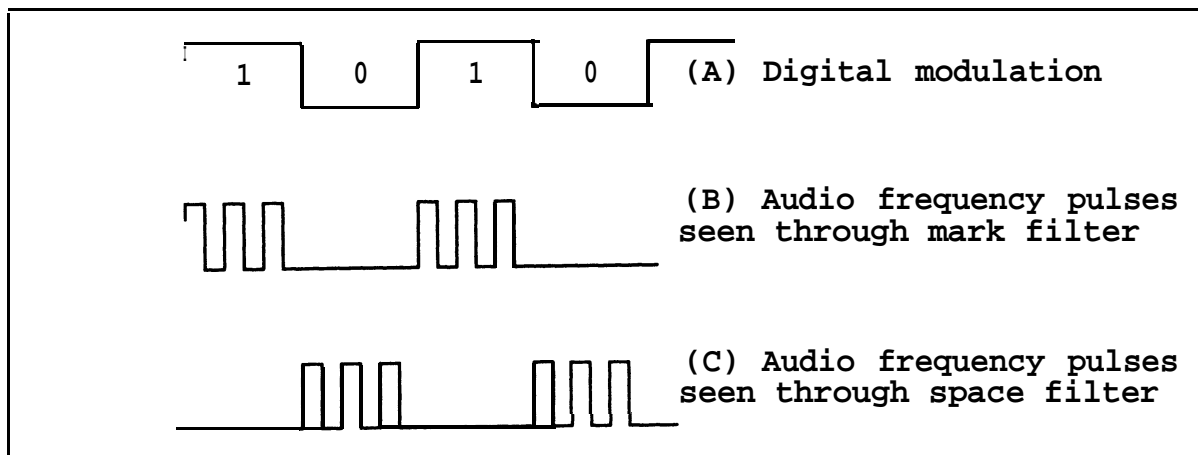 1 0 1 0
(A) Digital modulation
(B) Audio frequency pulses
seen through mark filter
(C) Audio frequency pulses
seen through space filter